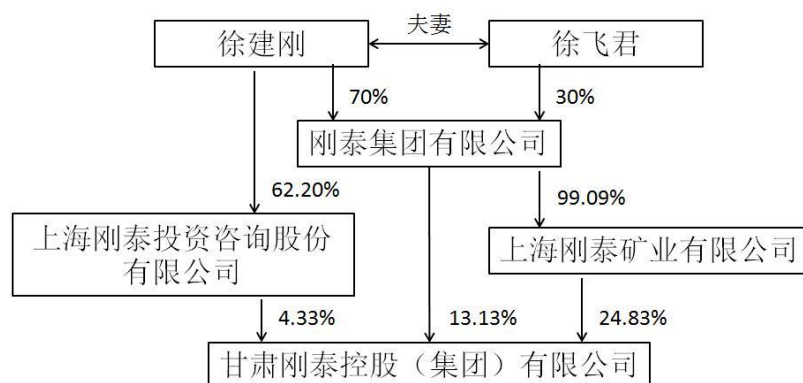 夫妻
徐建刚
徐飞君
70%
30%
刚泰集团有限公司
62.20%
99.09%
上海刚泰投资咨询股份
有限公司
上海刚泰矿业有限公司
4.33%
13.13%
24.83%
甘肃刚泰控股（集团）有限公司